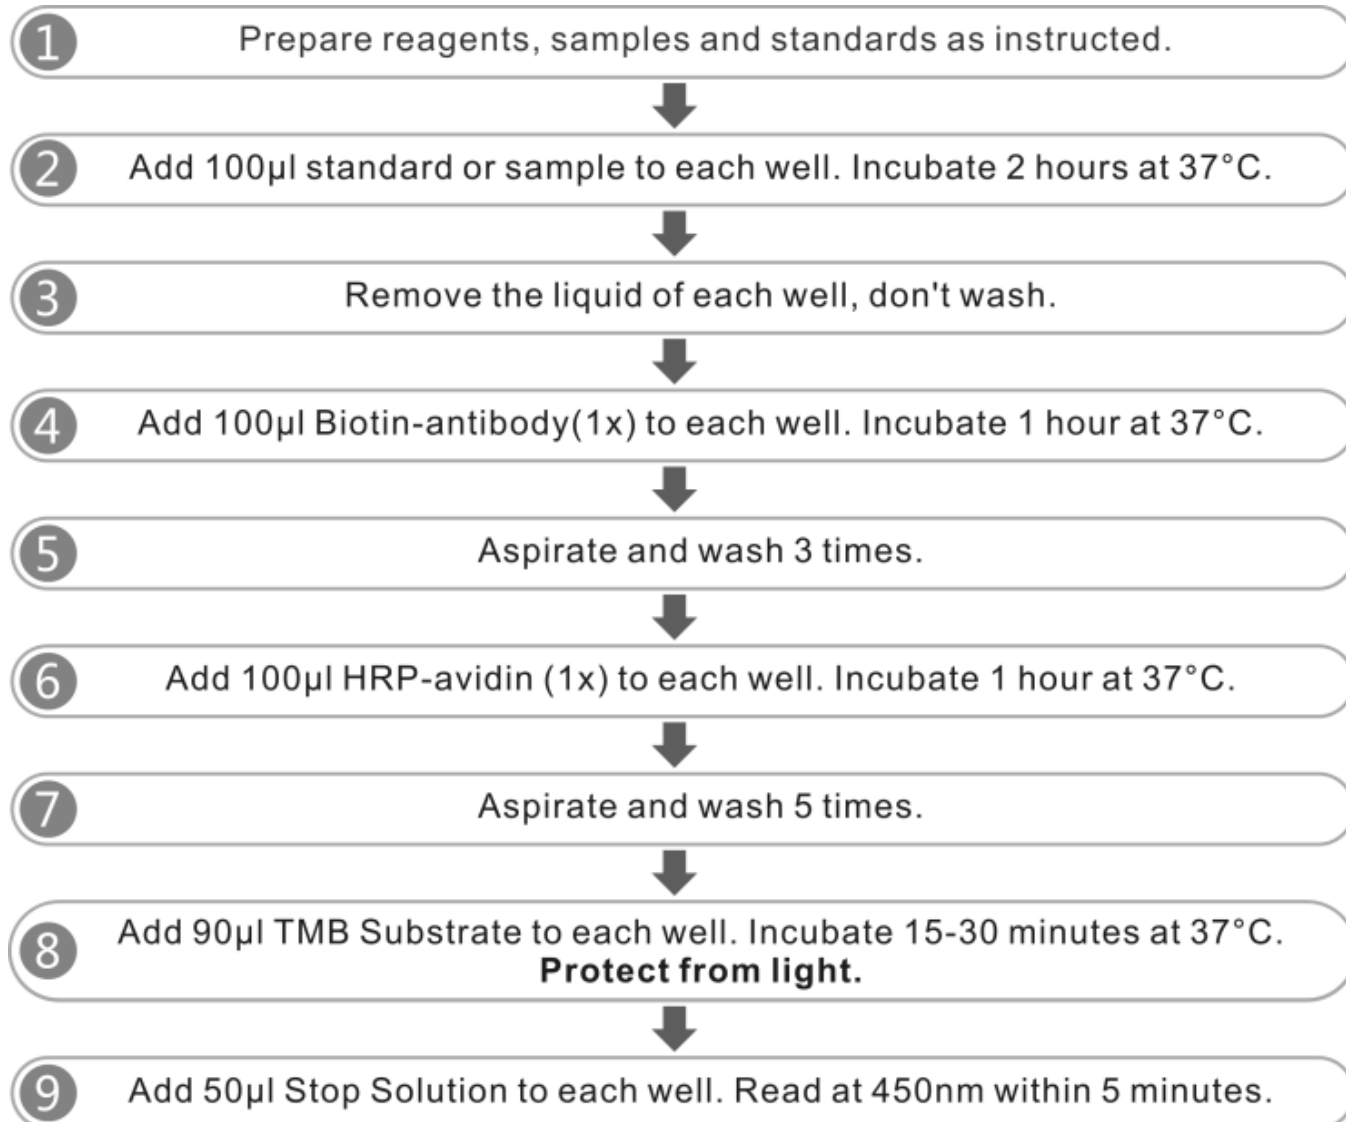 1 Prepare reagents, samples and standards as instructed.
2 Add 100µl standard or sample to each well. Incubate 2 hours at 37°C.
3 Remove the liquid of each well, don't wash.
4 Add 100µl Biotin-antibody(1x) to each well. Incubate 1 hour at 37°C.
5 Aspirate and wash 3 times.
6 Add 100µl HRP-avidin (1x) to each well. Incubate 1 hour at 37°C.
7 Aspirate and wash 5 times.
8 Add 90µl TMB Substrate to each well. Incubate 15-30 minutes at 37°C.
Protect from light.
9 Add 50µl Stop Solution to each well. Read at 450nm within 5 minutes.